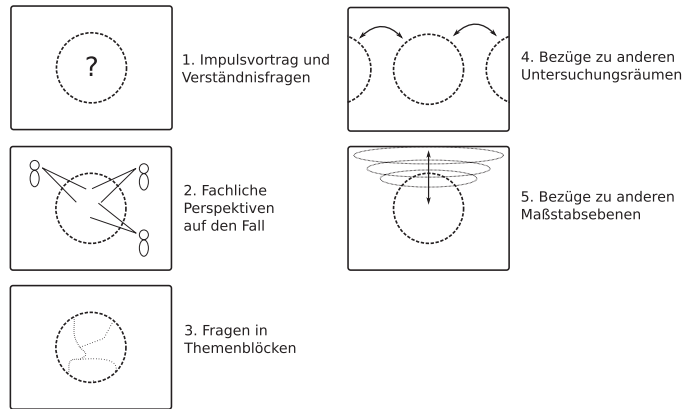 ?
1. Impulsvortrag und
Verständnisfragen
2. Fachliche
Perspektiven
auf den Fall
3. Fragen in
Themenblöcken
4. Bezüge zu anderen
Untersuchungsräumen
5. Bezüge zu anderen
Maßstabsebenen